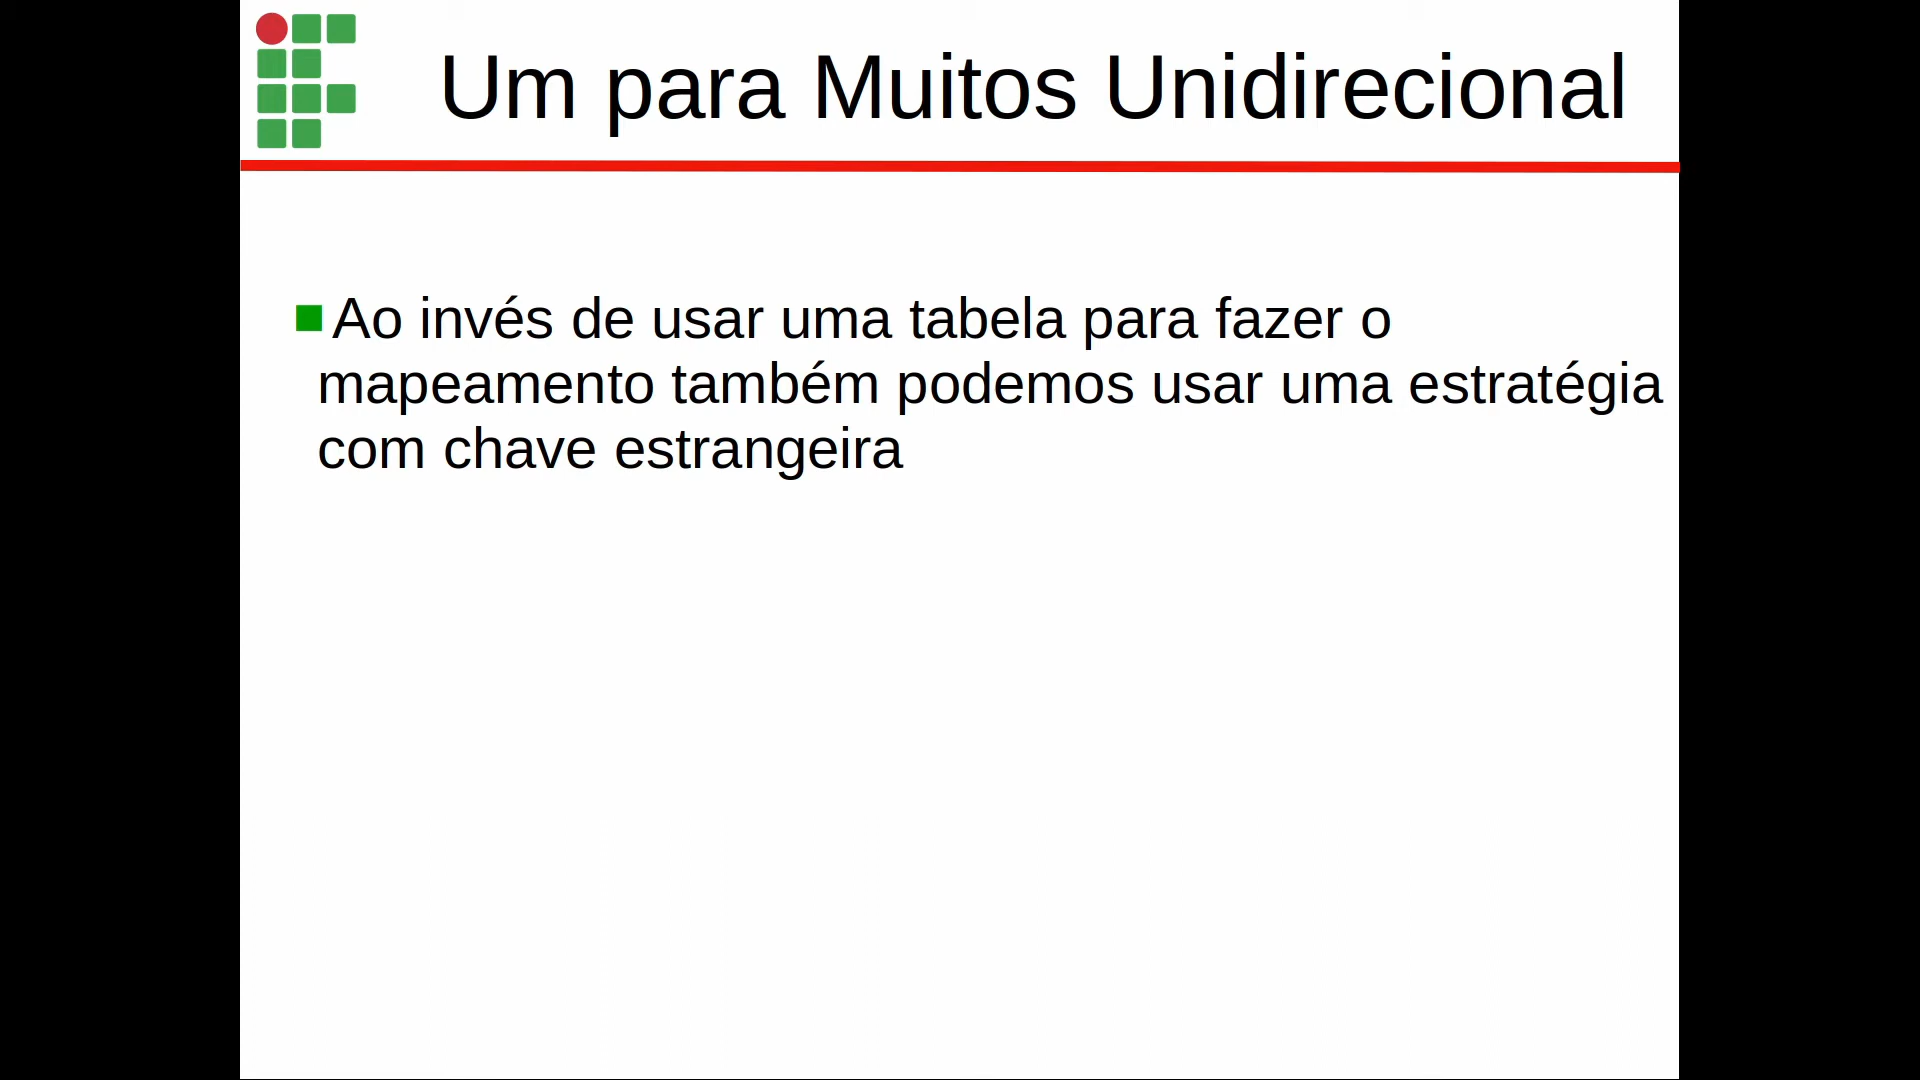 Um para Muitos Unidirecional
Ao invés de usar uma tabela para fazer o
mapeamento também podemos usar uma estratégia
com chave estrangeira